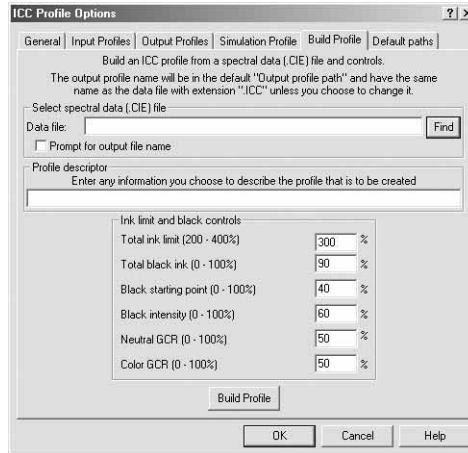 ICC Profile Options
General Input Profiles Output Profiles Simulation Profile Build Profile Default paths
Build an ICC profile from a spectral data (.CIE) file and controls.
The output profile name will be in the default "Output profile path" and have the same
name as the data file with extension ".ICC" unless you choose to change it.
Select spectral data (.CIE) file
Data file: Find
Prompt for output file name
Profile descriptor
Enter any information you choose to describe the profile that is to be created
Ink limit and black controls
Total ink limit (200 - 400%) 300 %
Total black ink (0 - 100%) 90 %
Black starting point (0 - 100%) 40 %
Black intensity (0 - 100%) 60 %
Neutral GCR (0 - 100%) 50 %
Color GCR (0 - 100%) 50 %
Build Profile
OK Cancel Help